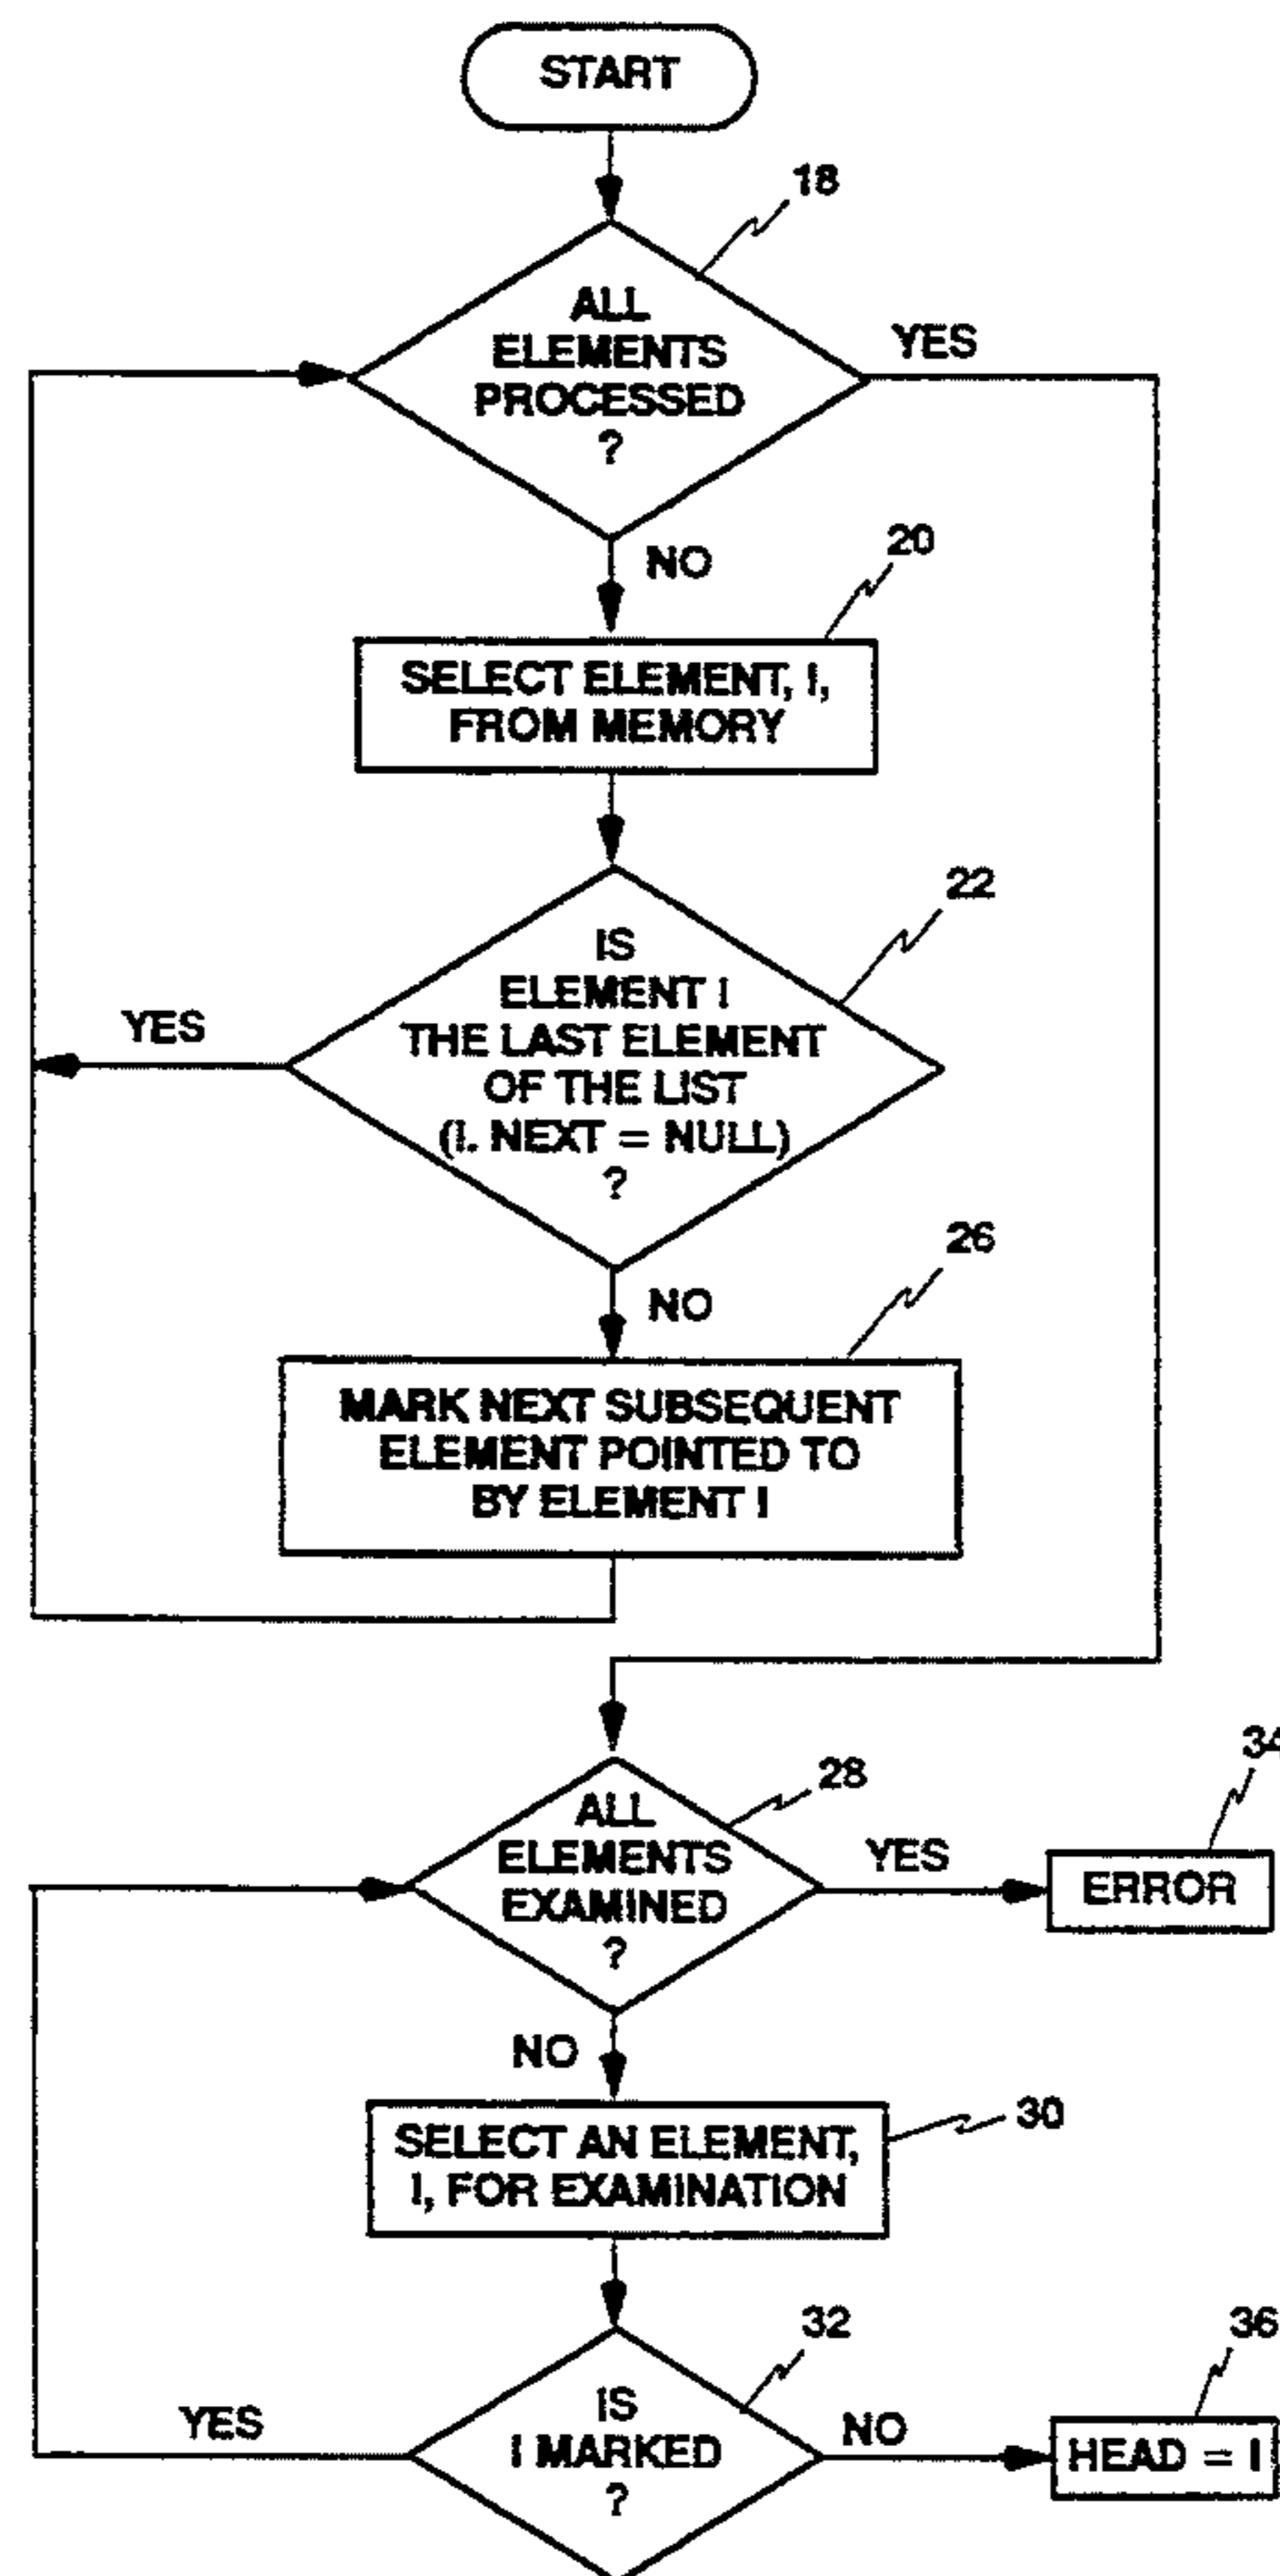 START
18
ALL
ELEMENTS
PROCESSED
?
YES
NO
20
SELECT ELEMENT, I,
FROM MEMORY
22
IS
ELEMENT I
THE LAST ELEMENT
OF THE LIST
(I. NEXT = NULL)
?
YES
NO
26
MARK NEXT SUBSEQUENT
ELEMENT POINTED TO
BY ELEMENT I
28
ALL
ELEMENTS
EXAMINED
?
YES
34
ERROR
NO
30
SELECT AN ELEMENT,
I, FOR EXAMINATION
32
IS
I MARKED
?
YES
NO
36
HEAD = I